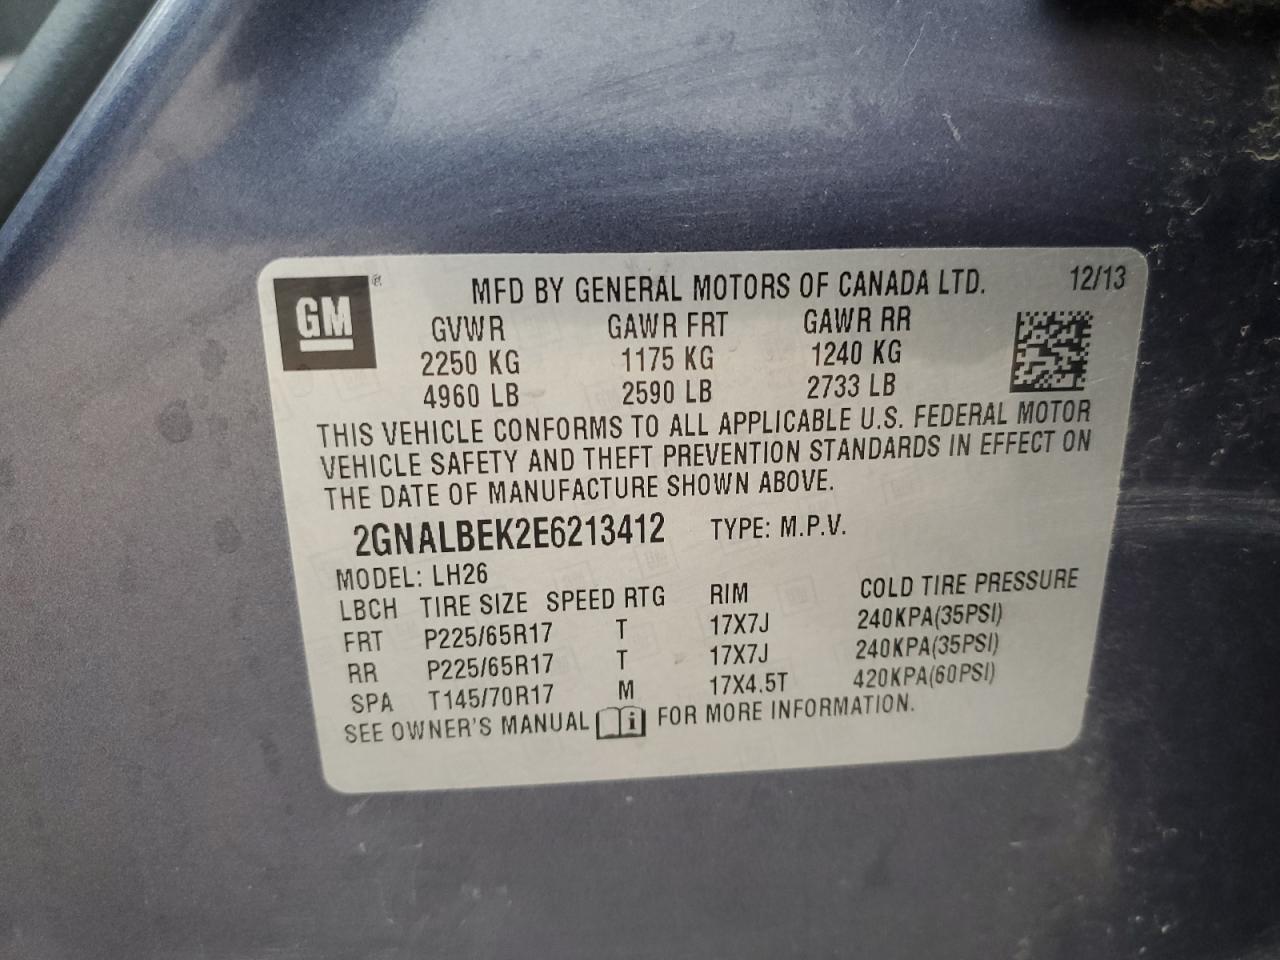 GM®
MFD BY GENERAL MOTORS OF CANADA LTD. 12/13
GVWR GAWR FRT GAWR RR
2250 KG 1175 KG 1240 KG
4960 LB 2590 LB 2733 LB
THIS VEHICLE CONFORMS TO ALL APPLICABLE U.S. FEDERAL MOTOR
VEHICLE SAFETY AND THEFT PREVENTION STANDARDS IN EFFECT ON
THE DATE OF MANUFACTURE SHOWN ABOVE.
2GNALBEK2E6213412 TYPE: M.P.V.
MODEL: LH26
LBCH TIRE SIZE SPEED RTG RIM COLD TIRE PRESSURE
FRT P225/65R17 T 17X7J 240KPA(35PSI)
RR P225/65R17 T 17X7J 240KPA(35PSI)
SPA T145/70R17 M 17X4.5T 420KPA(60PSI)
SEE OWNER'S MANUAL i FOR MORE INFORMATION.